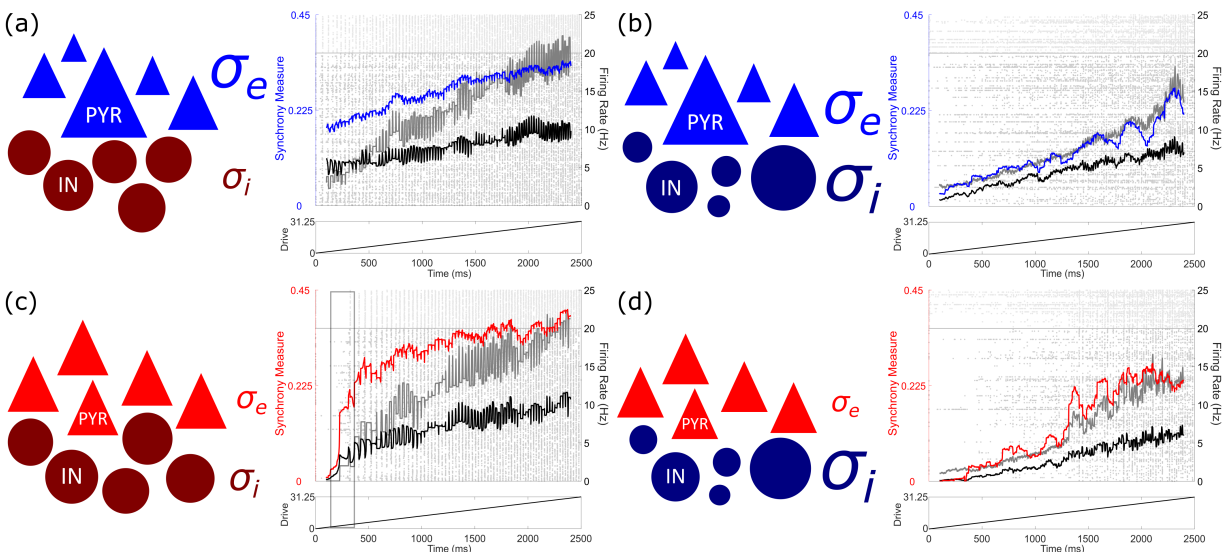 (a)
σe
PYR
IN
σi
0.45
0.225
0
Synchrony Measure
25
20
15
10
5
0
Firing Rate (Hz)
31.25
0
Drive
0 500 1000 1500 2000 2500
Time (ms)
(b)
σe
PYR
IN
σi
0.45
0.225
0
Synchrony Measure
25
20
15
10
5
0
Firing Rate (Hz)
31.25
0
Drive
0 500 1000 1500 2000 2500
Time (ms)
(c)
σe
PYR
IN
σi
0.45
0.225
0
Synchrony Measure
25
20
15
10
5
0
Firing Rate (Hz)
31.25
0
Drive
0 500 1000 1500 2000 2500
Time (ms)
(d)
σe
PYR
IN
σi
0.45
0.225
0
Synchrony Measure
25
20
15
10
5
0
Firing Rate (Hz)
31.25
0
Drive
0 500 1000 1500 2000 2500
Time (ms)